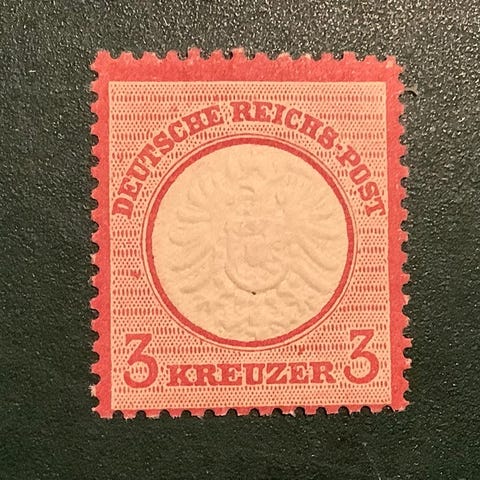 DEUTSCHE REICHS-POST
3 KREUZER 3